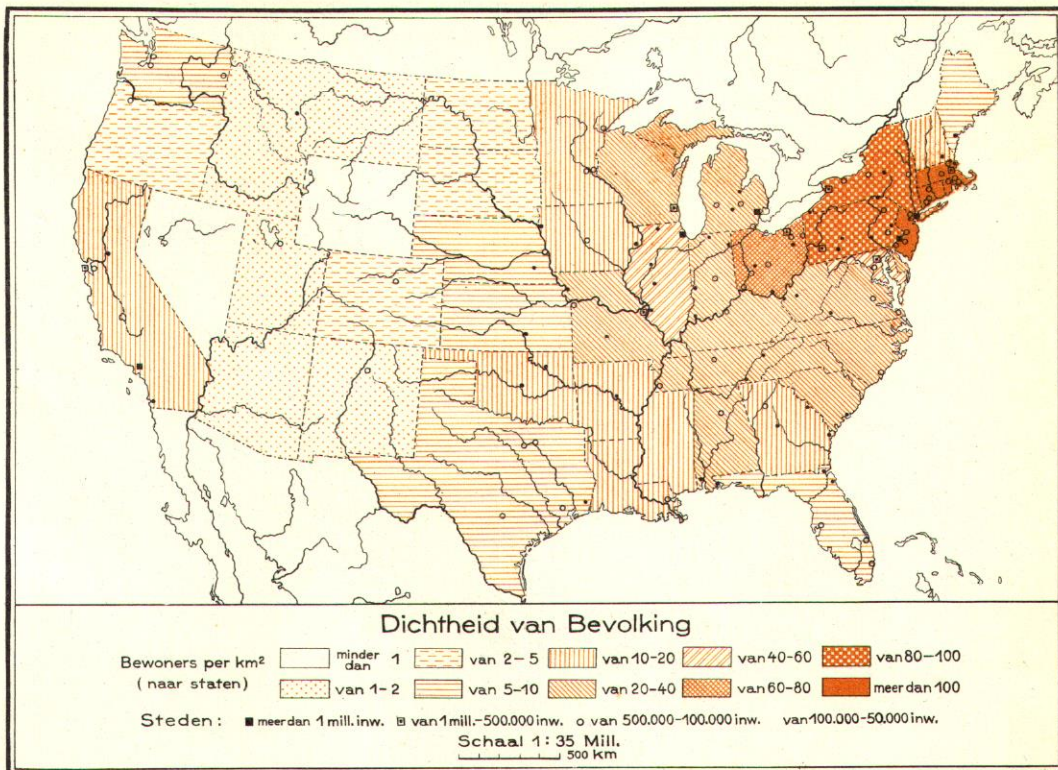 Dichtheid van Bevolking
Bewoners per km²
(naar staten)
minder dan 1
van 2-5
van 10-20
van 40-60
van 80-100
van 1-2
van 5-10
van 20-40
van 60-80
meer dan 100
Steden: meer dan 1 mill. inw. van 1 mill.-500.000 inw. van 500.000-100.000 inw. van 100.000-50.000 inw.
Schaal 1:35 Mill.
500 km